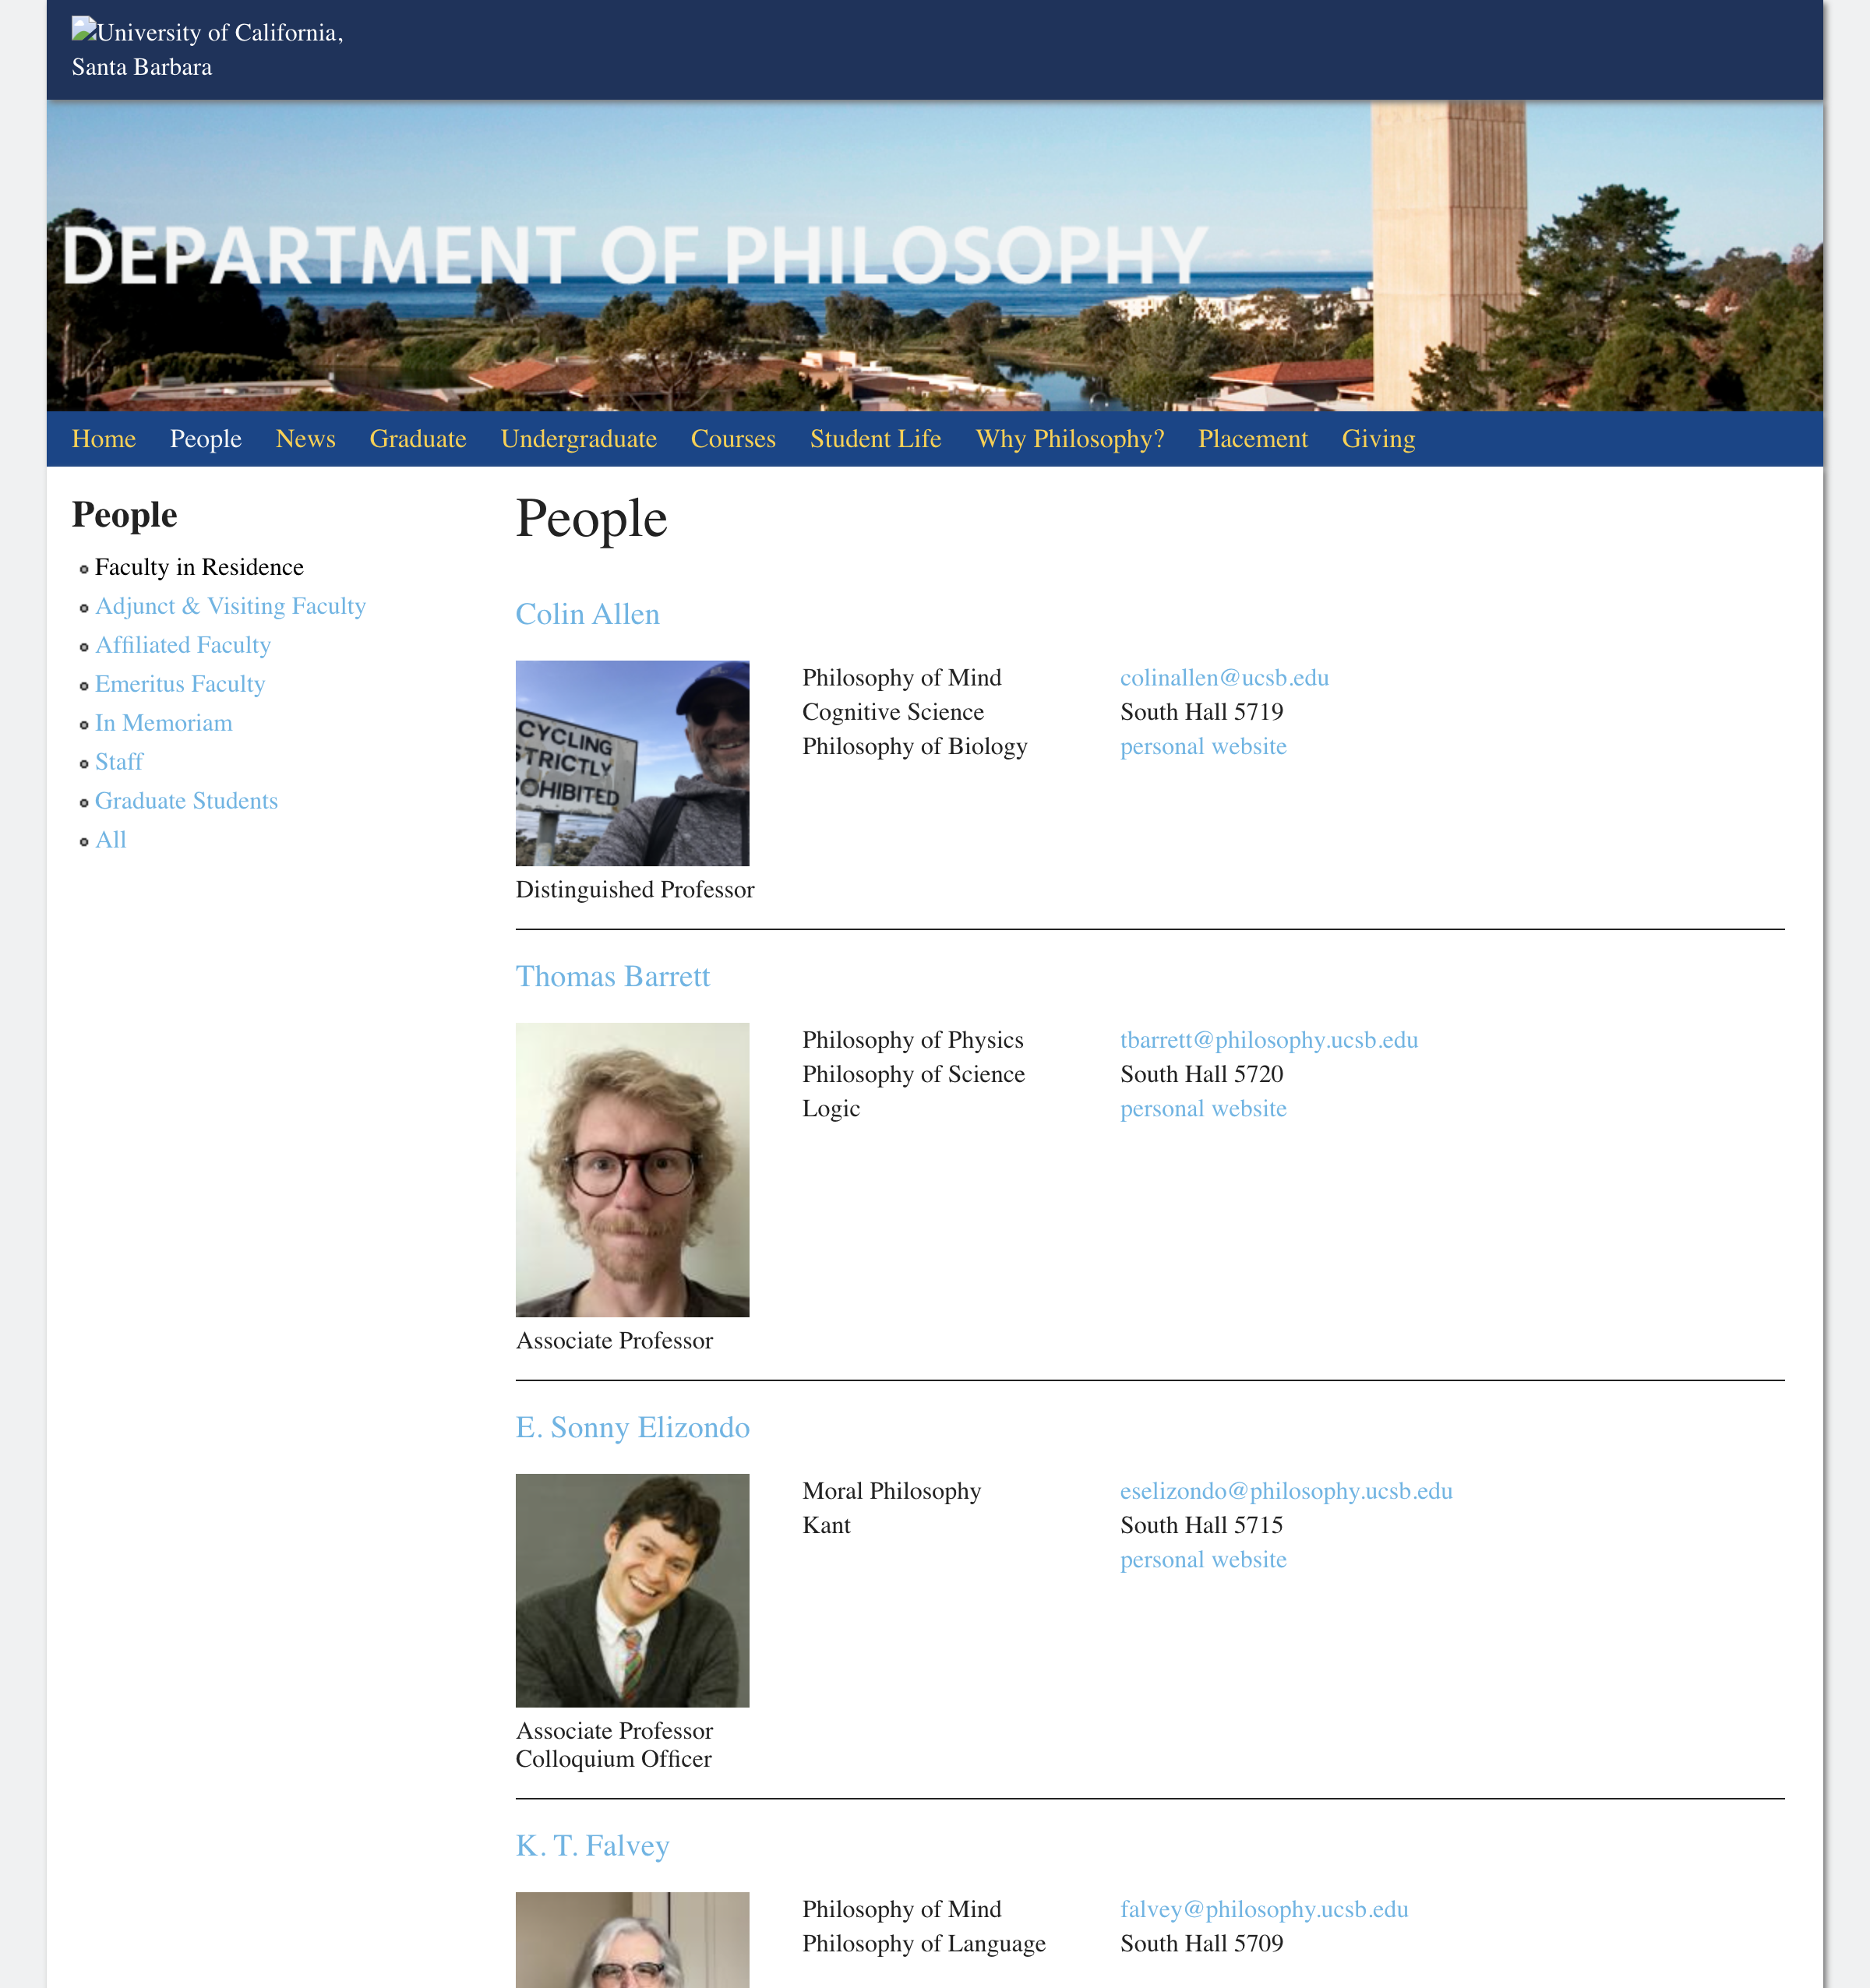 University of California,
Santa Barbara
DEPARTMENT OF PHILOSOPHY
Home People News Graduate Undergraduate Courses Student Life Why Philosophy? Placement Giving
People
Faculty in Residence
Adjunct & Visiting Faculty
Affiliated Faculty
Emeritus Faculty
In Memoriam
Staff
Graduate Students
All
People
Colin Allen
CYCLING
STRICTLY
PROHIBITED
Distinguished Professor
Philosophy of Mind
Cognitive Science
Philosophy of Biology
colinallen@ucsb.edu
South Hall 5719
personal website
Thomas Barrett
Associate Professor
Philosophy of Physics
Philosophy of Science
Logic
tbarrett@philosophy.ucsb.edu
South Hall 5720
personal website
E. Sonny Elizondo
Associate Professor
Colloquium Officer
Moral Philosophy
Kant
eselizondo@philosophy.ucsb.edu
South Hall 5715
personal website
K. T. Falvey
Philosophy of Mind
Philosophy of Language
falvey@philosophy.ucsb.edu
South Hall 5709